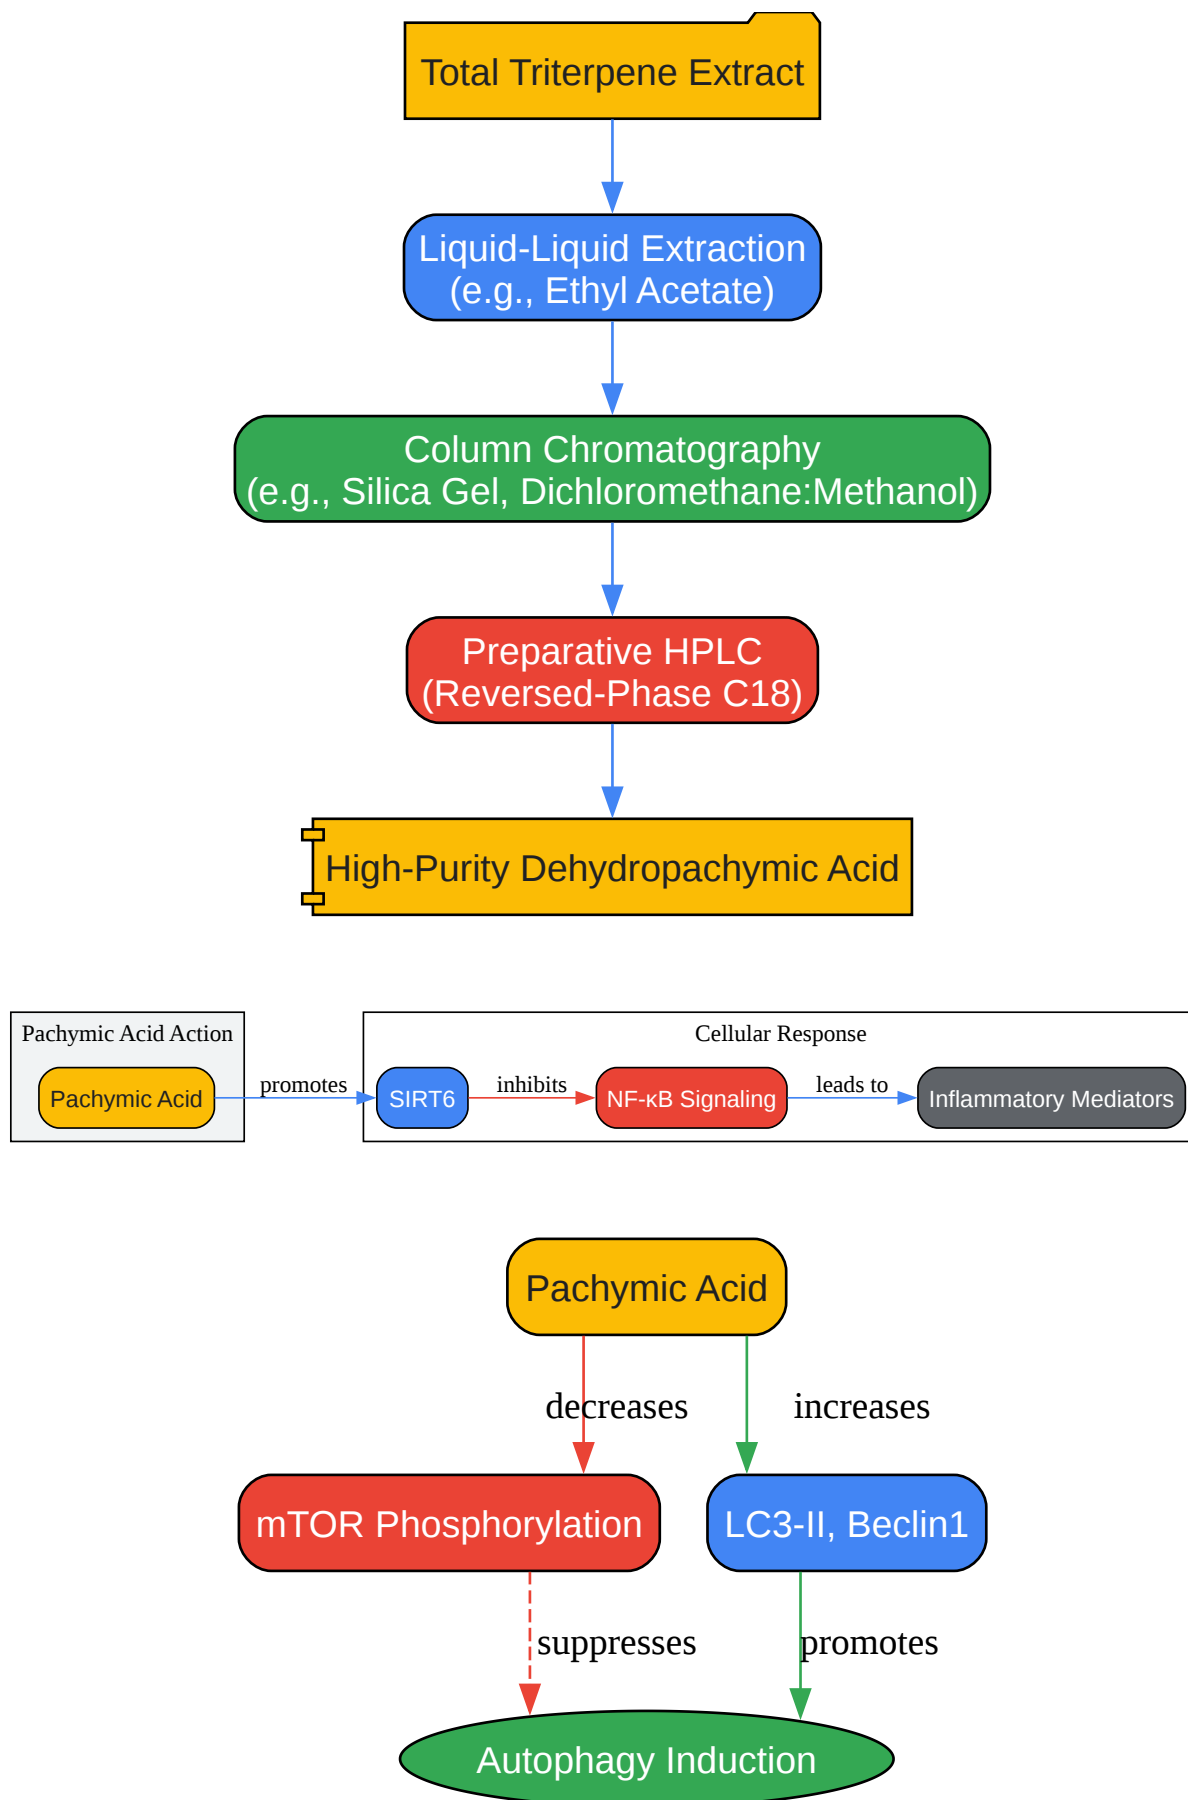 Total Triterpene Extract
Liquid-Liquid Extraction
(e.g., Ethyl Acetate)
Column Chromatography
(e.g., Silica Gel, Dichloromethane:Methanol)
Preparative HPLC
(Reversed-Phase C18)
High-Purity Dehydropachymic Acid
Pachymic Acid Action
Cellular Response
Pachymic Acid
promotes
SIRT6
inhibits
NF-κB Signaling
leads to
Inflammatory Mediators
Pachymic Acid
decreases
increases
mTOR Phosphorylation
LC3-II, Beclin1
suppresses
promotes
Autophagy Induction